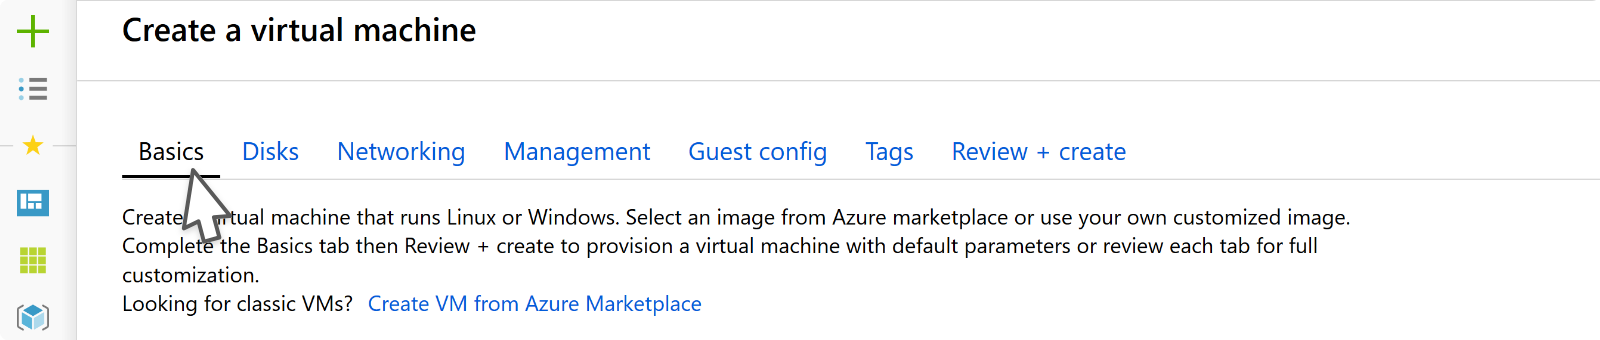 Create a virtual machine
Basics Disks Networking Management Guest config Tags Review + create
Create a virtual machine that runs Linux or Windows. Select an image from Azure marketplace or use your own customized image.
Complete the Basics tab then Review + create to provision a virtual machine with default parameters or review each tab for full
customization.
Looking for classic VMs? Create VM from Azure Marketplace